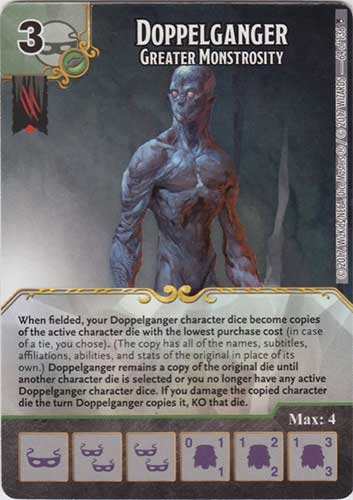 3
DOPPELGANGER
GREATER MONSTROSITY
When fielded, your Doppelganger character dice become copies
of the active character die with the lowest purchase cost (in case
of a tie, you chose). (The copy has all of the names, subtitles,
affiliations, abilities, and stats of the original in place of its
own.) Doppelganger remains a copy of the original die until
another character die is selected or you no longer have any active
Doppelganger character dice. If you damage the copied character
die the turn Doppelganger copies it, KO that die.
Max: 4
0 1 1
1 2 2
1 3 3